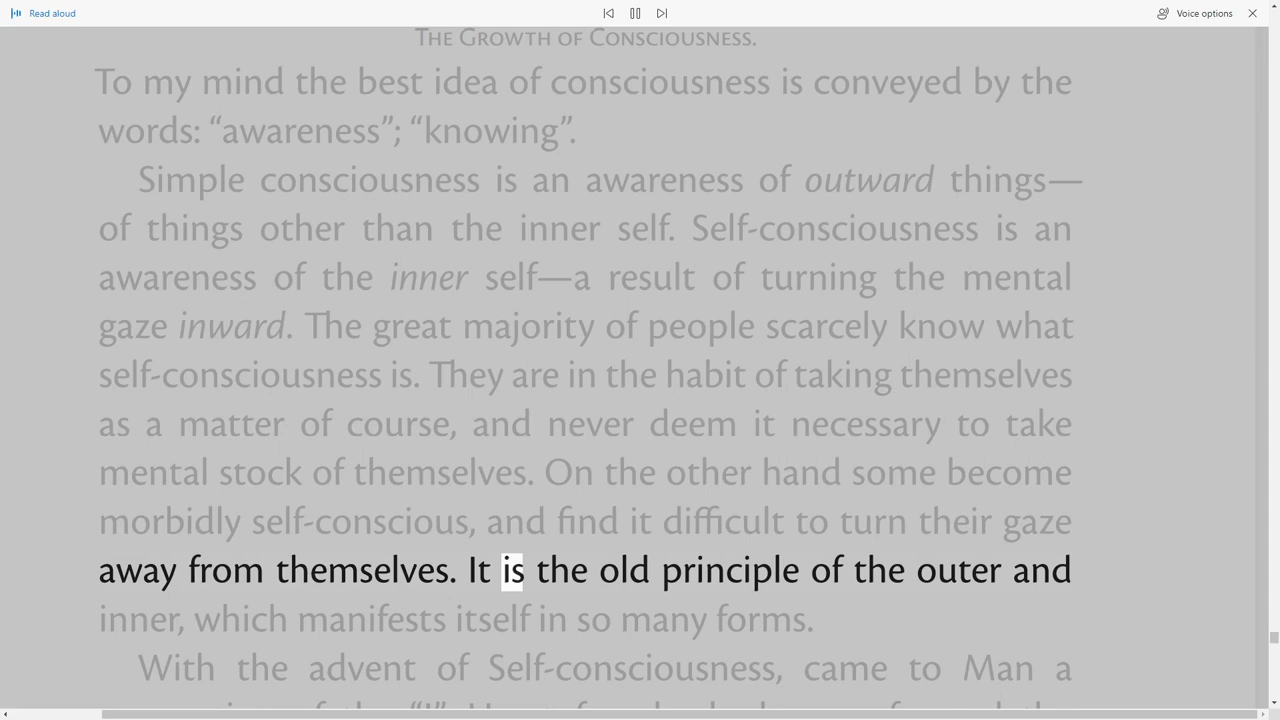 Read aloud
Voice options
The Growth of Consciousness.
To my mind the best idea of consciousness is conveyed by the
words: “awareness”; “knowing”.
Simple consciousness is an awareness of outward things—
of things other than the inner self. Self-consciousness is an
awareness of the inner self—a result of turning the mental
gaze inward. The great majority of people scarcely know what
self-consciousness is. They are in the habit of taking themselves
as a matter of course, and never deem it necessary to take
mental stock of themselves. On the other hand some become
morbidly self-conscious, and find it difficult to turn their gaze
away from themselves. It is the old principle of the outer and
inner, which manifests itself in so many forms.
With the advent of Self-consciousness, came to Man a